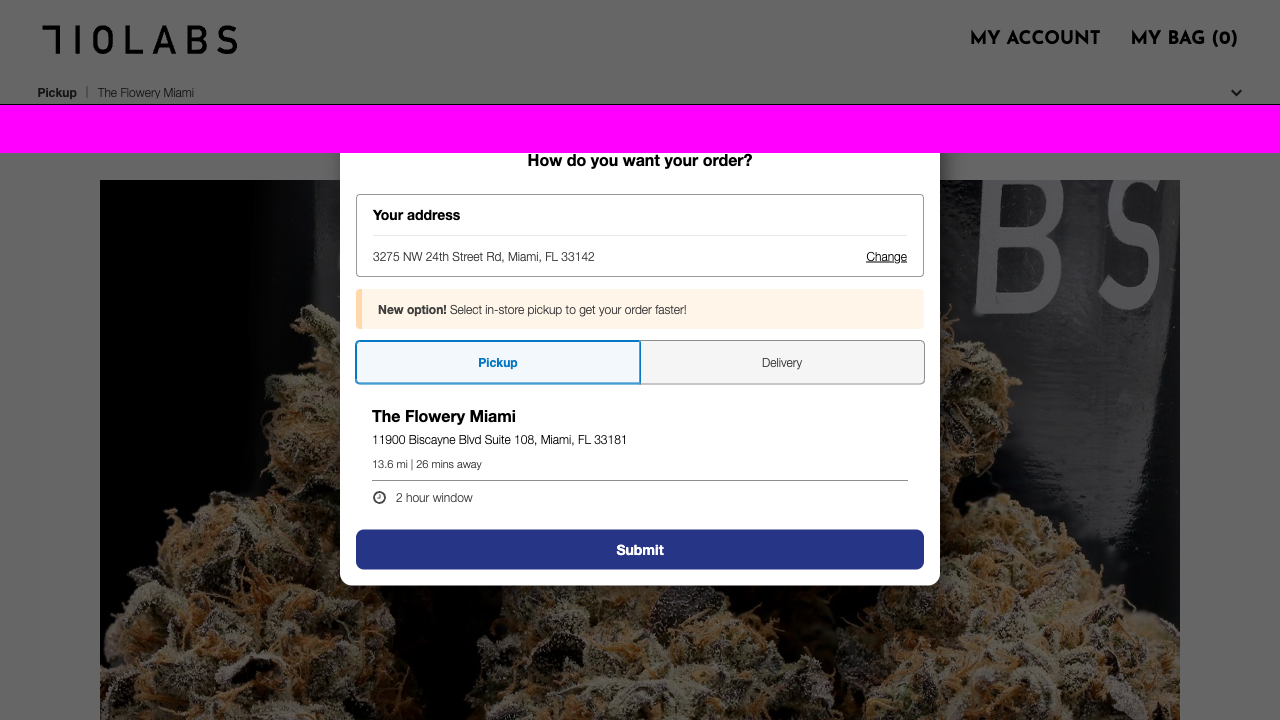 710LABS
MY ACCOUNT MY BAG (0)
Pickup | The Flowery Miami
How do you want your order?
Your address
3275 NW 24th Street Rd, Miami, FL 33142 Change
New option! Select in-store pickup to get your order faster!
Pickup Delivery
The Flowery Miami
11900 Biscayne Blvd Suite 108, Miami, FL 33181
13.6 mi | 26 mins away
2 hour window
Submit
BS